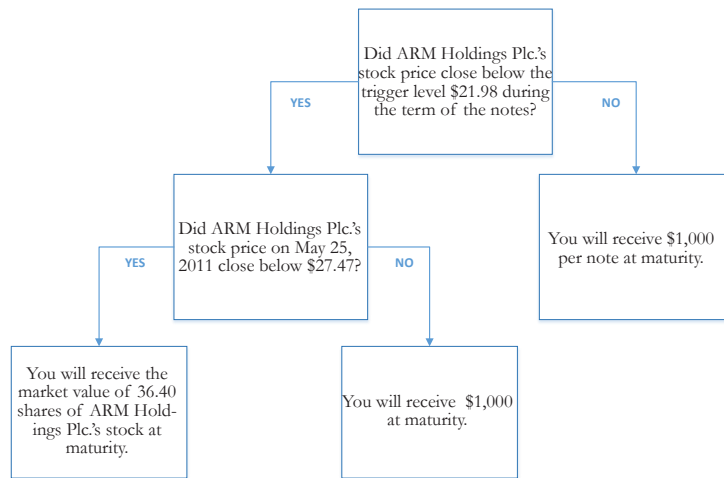 Did ARM Holdings Plc.'s
stock price close below the
trigger level $21.98 during
the term of the notes?
YES
NO
Did ARM Holdings Plc.'s
stock price on May 25,
2011 close below $27.47?
You will receive $1,000
per note at maturity.
YES
NO
You will receive the
market value of 36.40
shares of ARM Hold-
ings Plc.'s stock at
maturity.
You will receive $1,000
at maturity.